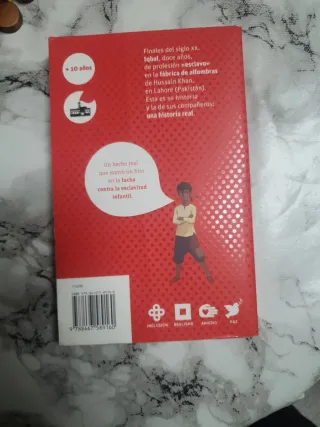 Finales del siglo XX.
Iqbal, doce años,
de profesión «esclavo»
en la fábrica de alfombras
de Hussain Khan,
en Lahore (Pakistán).
Esta es su historia
y la de sus compañeros:
una historia real.
+ 10 años
Un hecho real
que marcó un hito
en la lucha
contra la esclavitud
infantil.
INCLUSIÓN
REALIDAD
AMISTAD
PAZ